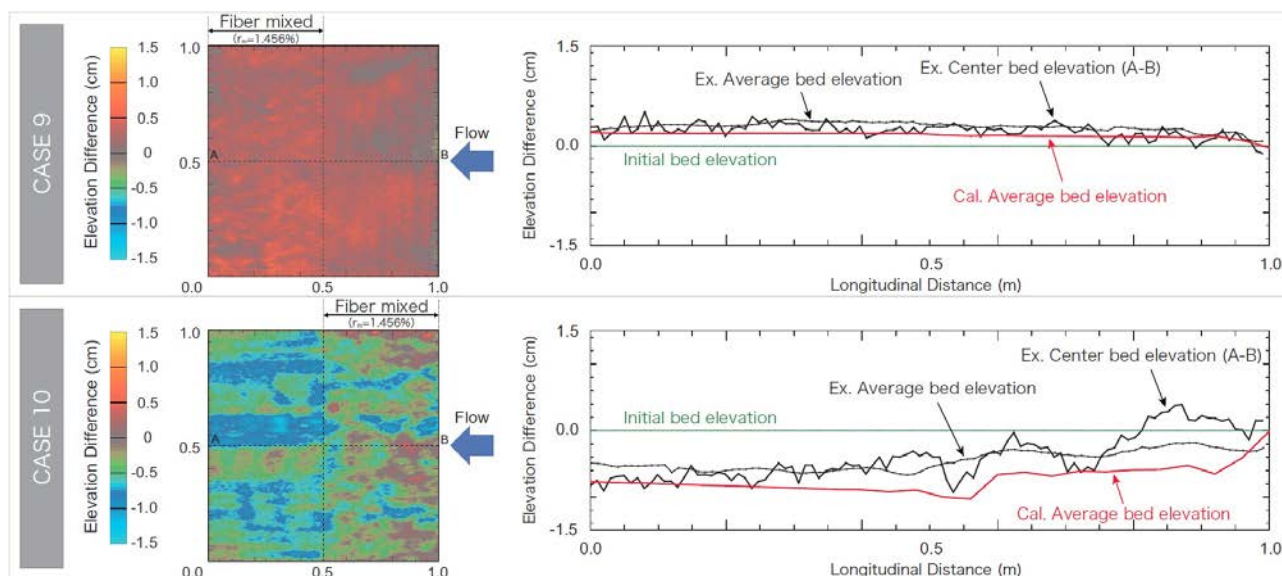 CASE 9
Elevation Difference (cm)
1.5
1.0
0.5
0
-0.5
-1.0
-1.5
Fiber mixed
(rm=1.456%)
1.0
0.5
0.0
0.5
1.0
A
B
Flow
Elevation Difference (cm)
1.5
0.0
-1.5
Ex. Average bed elevation
Ex. Center bed elevation (A-B)
Initial bed elevation
Cal. Average bed elevation
0.0
0.5
1.0
Longitudinal Distance (m)
CASE 10
Elevation Difference (cm)
1.5
1.0
0.5
0
-0.5
-1.0
-1.5
Fiber mixed
(rm=1.456%)
1.0
0.5
0.0
0.5
1.0
A
B
Flow
Elevation Difference (cm)
1.5
0.0
-1.5
Ex. Center bed elevation (A-B)
Ex. Average bed elevation
Initial bed elevation
Cal. Average bed elevation
0.0
0.5
1.0
Longitudinal Distance (m)